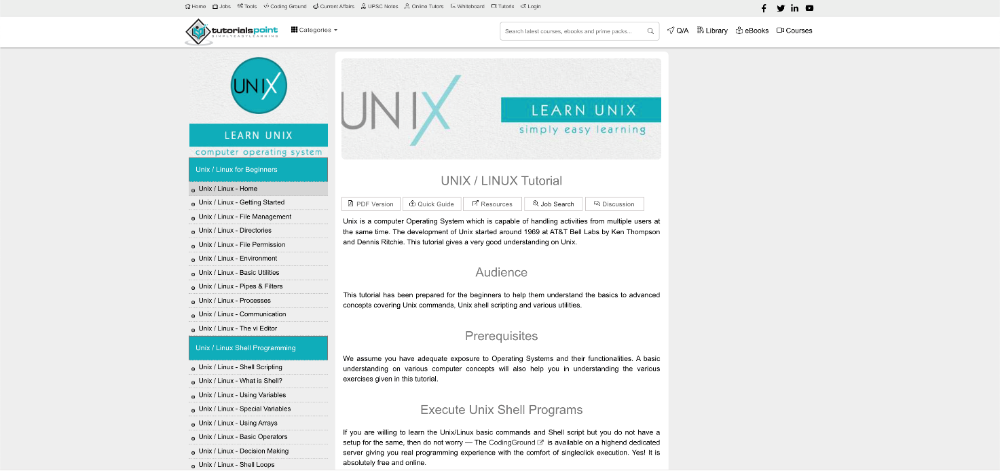 Home Jobs Tools Coding Ground Current Affairs UPSC Notes Online Tutors Whiteboard Tutorix Login
tutorialspoint
SIMPLYEASYLEARNING
Categories
Search latest courses, ebooks and prime packs...
Q/A Library eBooks Courses
UNIX
LEARN UNIX
computer operating system
Unix / Linux for Beginners
Unix / Linux - Home
Unix / Linux - Getting Started
Unix / Linux - File Management
Unix / Linux - Directories
Unix / Linux - File Permission
Unix / Linux - Environment
Unix / Linux - Basic Utilities
Unix / Linux - Pipes & Filters
Unix / Linux - Processes
Unix / Linux - Communication
Unix / Linux - The vi Editor
Unix / Linux Shell Programming
Unix / Linux - Shell Scripting
Unix / Linux - What is Shell?
Unix / Linux - Using Variables
Unix / Linux - Special Variables
Unix / Linux - Using Arrays
Unix / Linux - Basic Operators
Unix / Linux - Decision Making
Unix / Linux - Shell Loops
UNIX
LEARN UNIX
simply easy learning
UNIX / LINUX Tutorial
PDF Version Quick Guide Resources Job Search Discussion
Unix is a computer Operating System which is capable of handling activities from multiple users at
the same time. The development of Unix started around 1969 at AT&T Bell Labs by Ken Thompson
and Dennis Ritchie. This tutorial gives a very good understanding on Unix.
Audience
This tutorial has been prepared for the beginners to help them understand the basics to advanced
concepts covering Unix commands, Unix shell scripting and various utilities.
Prerequisites
We assume you have adequate exposure to Operating Systems and their functionalities. A basic
understanding on various computer concepts will also help you in understanding the various
exercises given in this tutorial.
Execute Unix Shell Programs
If you are willing to learn the Unix/Linux basic commands and Shell script but you do not have a
setup for the same, then do not worry — The CodingGround is available on a highend dedicated
server giving you real programming experience with the comfort of singleclick execution. Yes! It is
absolutely free and online.